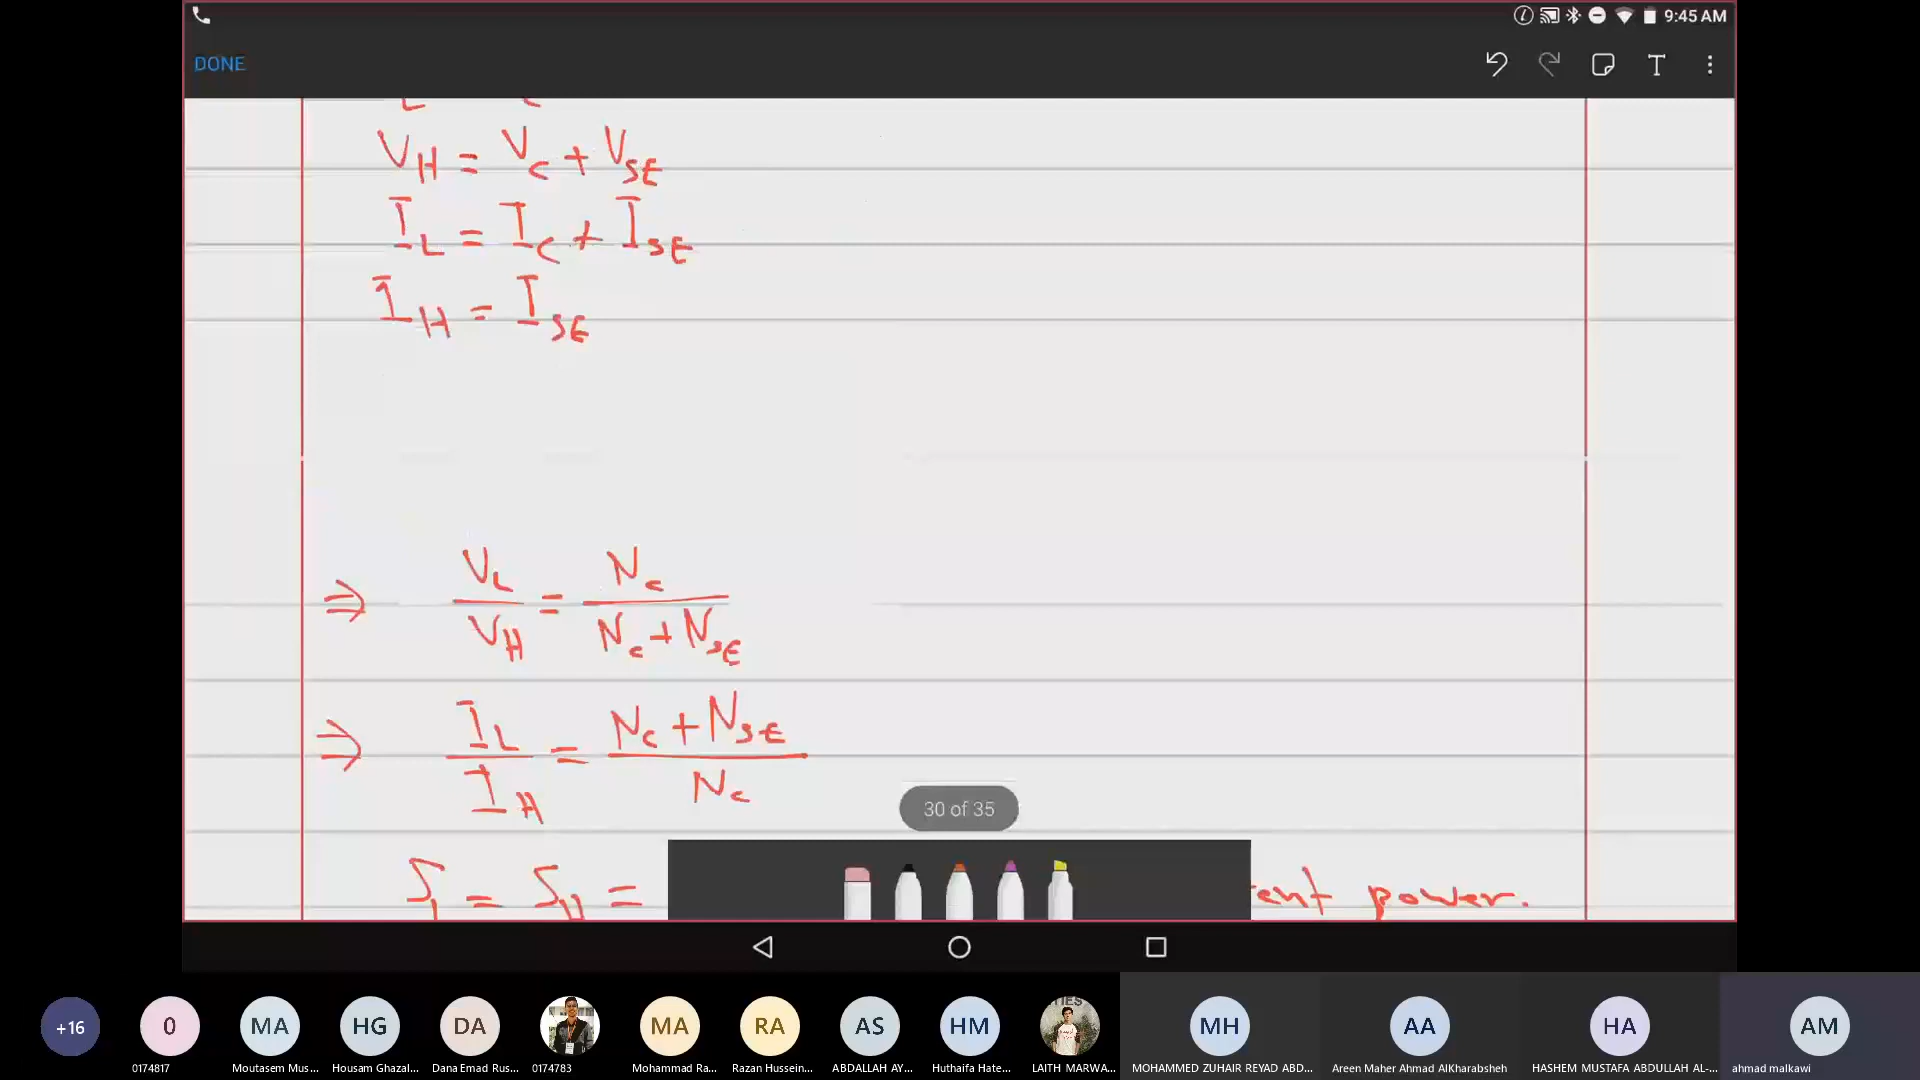 9:45 AM
DONE
V_H = V_C + V_SE
I_L = I_C + I_SE
I_H = I_SE
⇒ V_L / V_H = N_C / (N_C + N_SE)
⇒ I_L / I_H = (N_C + N_SE) / N_C
30 of 35
S_L = S_H = ent power.
+16
0
MA
HG
DA
MA
RA
AS
HM
MH
AA
HA
AM
0174817
Moutasem Mus...
Housam Ghazal...
Dana Emad Rus...
0174783
Mohammad Ra...
Razan Hussein...
ABDALLAH AY...
Huthaifa Hate...
LAITH MARWA...
MOHAMMED ZUHAIR REYAD ABD...
Areen Maher Ahmad AlKharabsheh
HASHEM MUSTAFA ABDULLAH AL-...
ahmad malkawi